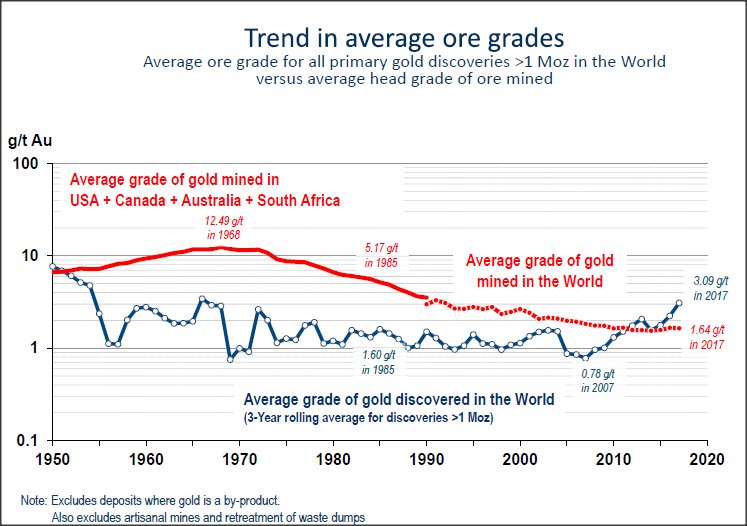 Trend in average ore grades
Average ore grade for all primary gold discoveries >1 Moz in the World
versus average head grade of ore mined
g/t Au
100
10
1
0.1
Average grade of gold mined in
USA + Canada + Australia + South Africa
12.49 g/t
in 1968
5.17 g/t
in 1985
Average grade of gold
mined in the World
3.09 g/t
in 2017
1.64 g/t
in 2017
1.60 g/t
in 1985
0.78 g/t
in 2007
Average grade of gold discovered in the World
(3-Year rolling average for discoveries >1 Moz)
1950 1960 1970 1980 1990 2000 2010 2020
Note: Excludes deposits where gold is a by-product.
Also excludes artisanal mines and retreatment of waste dumps